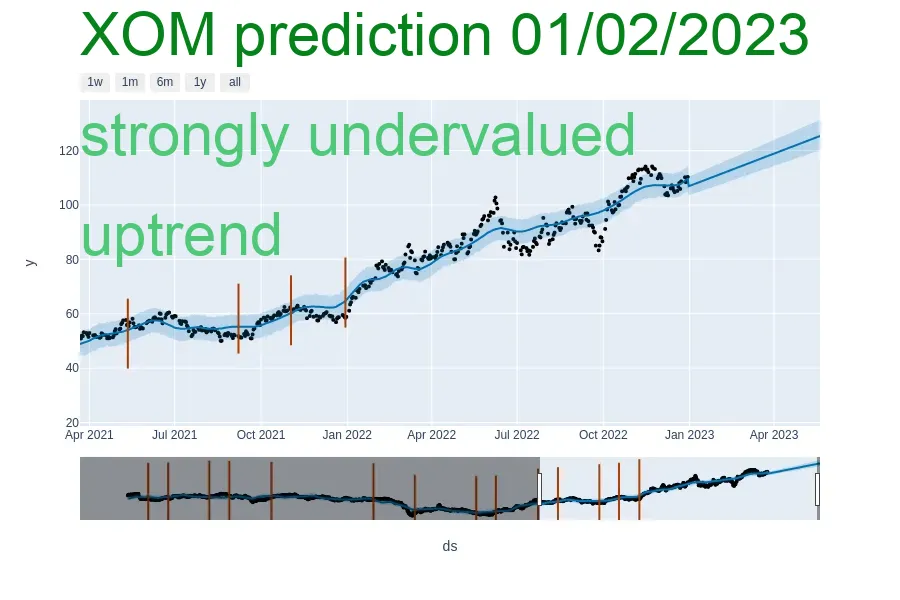 XOM prediction 01/02/2023
1w 1m 6m 1y all
strongly undervalued
120
uptrend
100
80
y
60
40
20
Apr 2021 Jul 2021 Oct 2021 Jan 2022 Apr 2022 Jul 2022 Oct 2022 Jan 2023 Apr 2023
ds